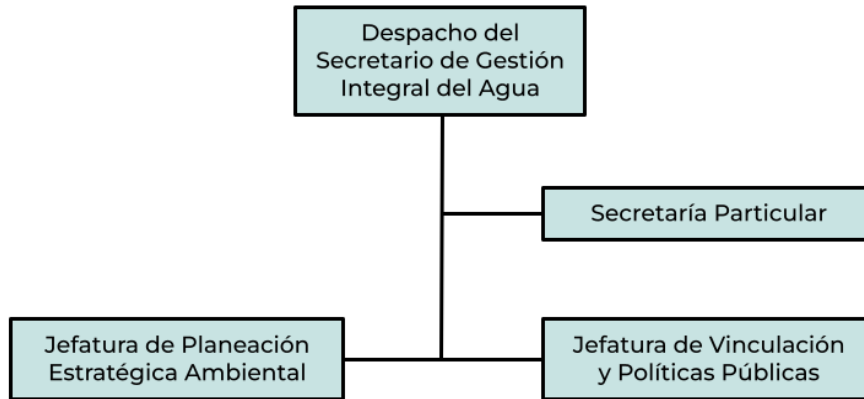 Despacho del
Secretario de Gestión
Integral del Agua
Secretaría Particular
Jefatura de Planeación
Estratégica Ambiental
Jefatura de Vinculación
y Políticas Públicas